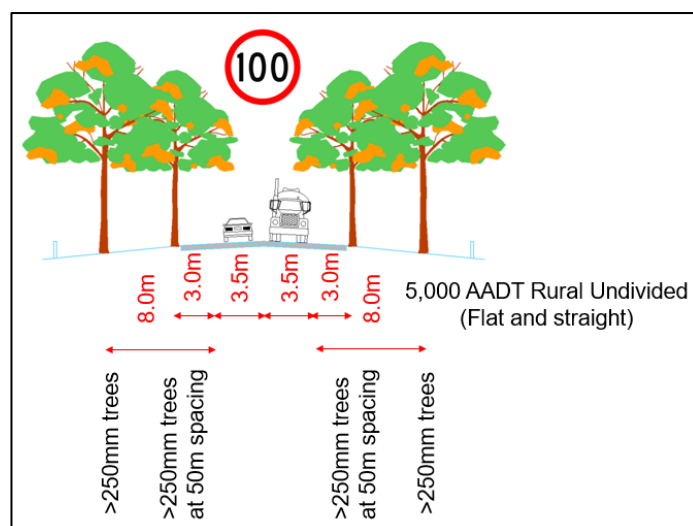 100
8.0m
3.0m
3.5m
3.5m
3.0m
8.0m
5,000 AADT Rural Undivided
(Flat and straight)
>250mm trees
>250mm trees
at 50m spacing
>250mm trees
at 50m spacing
>250mm trees